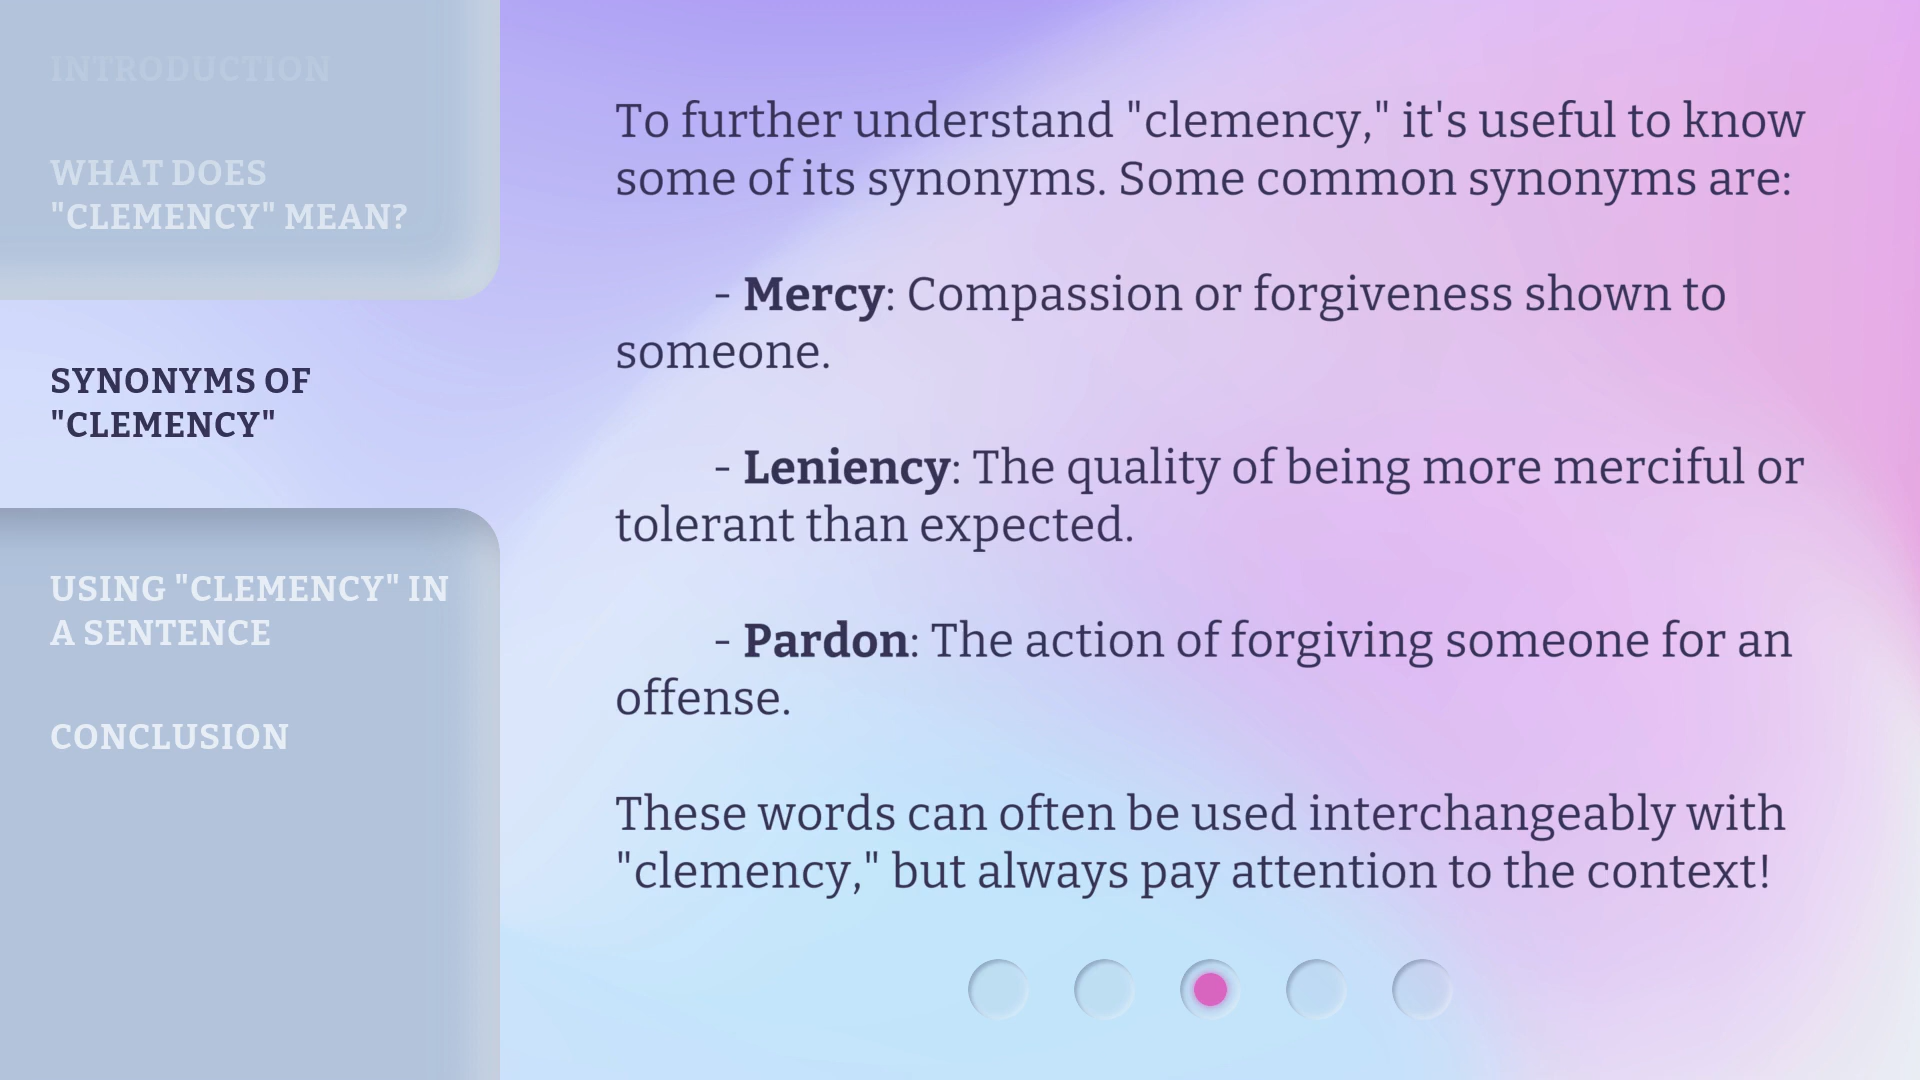 INTRODUCTION
WHAT DOES
"CLEMENCY" MEAN?
SYNONYMS OF
"CLEMENCY"
USING "CLEMENCY" IN
A SENTENCE
CONCLUSION
To further understand "clemency," it's useful to know
some of its synonyms. Some common synonyms are:
- Mercy: Compassion or forgiveness shown to
someone.
- Leniency: The quality of being more merciful or
tolerant than expected.
- Pardon: The action of forgiving someone for an
offense.
These words can often be used interchangeably with
"clemency," but always pay attention to the context!